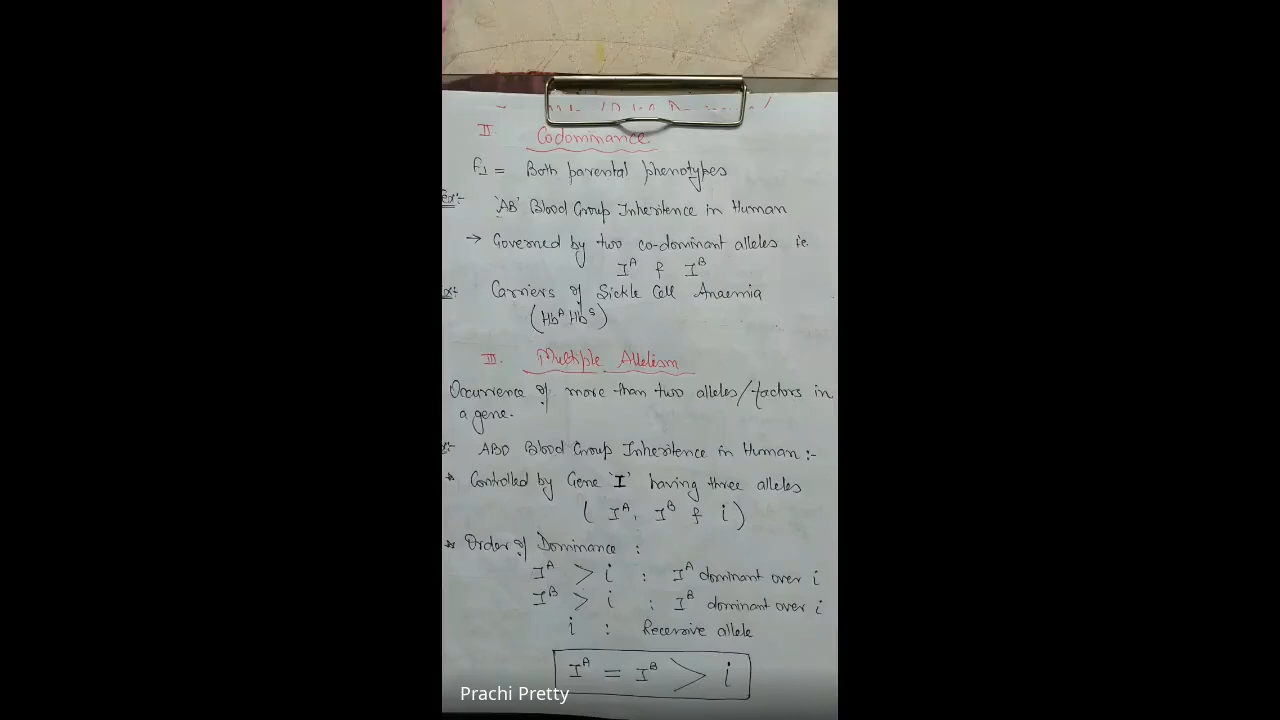 II Codominance
F1 = Both parental phenotypes
Ex:- 'AB' Blood Group Inheritence in Human
→ Governed by two co-dominant alleles ie.
I^A & I^B
x:- Carriers of Sickle Cell Anaemia
(Hb^A Hb^S)
III. Multiple Allelism
Occurrence of more than two alleles/factors in
a gene.
x:- ABO Blood Group Inheritence in Human :-
* Controlled by Gene 'I' having three alleles
( I^A, I^B & i )
* Order of Dominance :
I^A > i : I^A dominant over i
I^B > i : I^B dominant over i
i : Recessive allele
I^A = I^B > i
Prachi Pretty